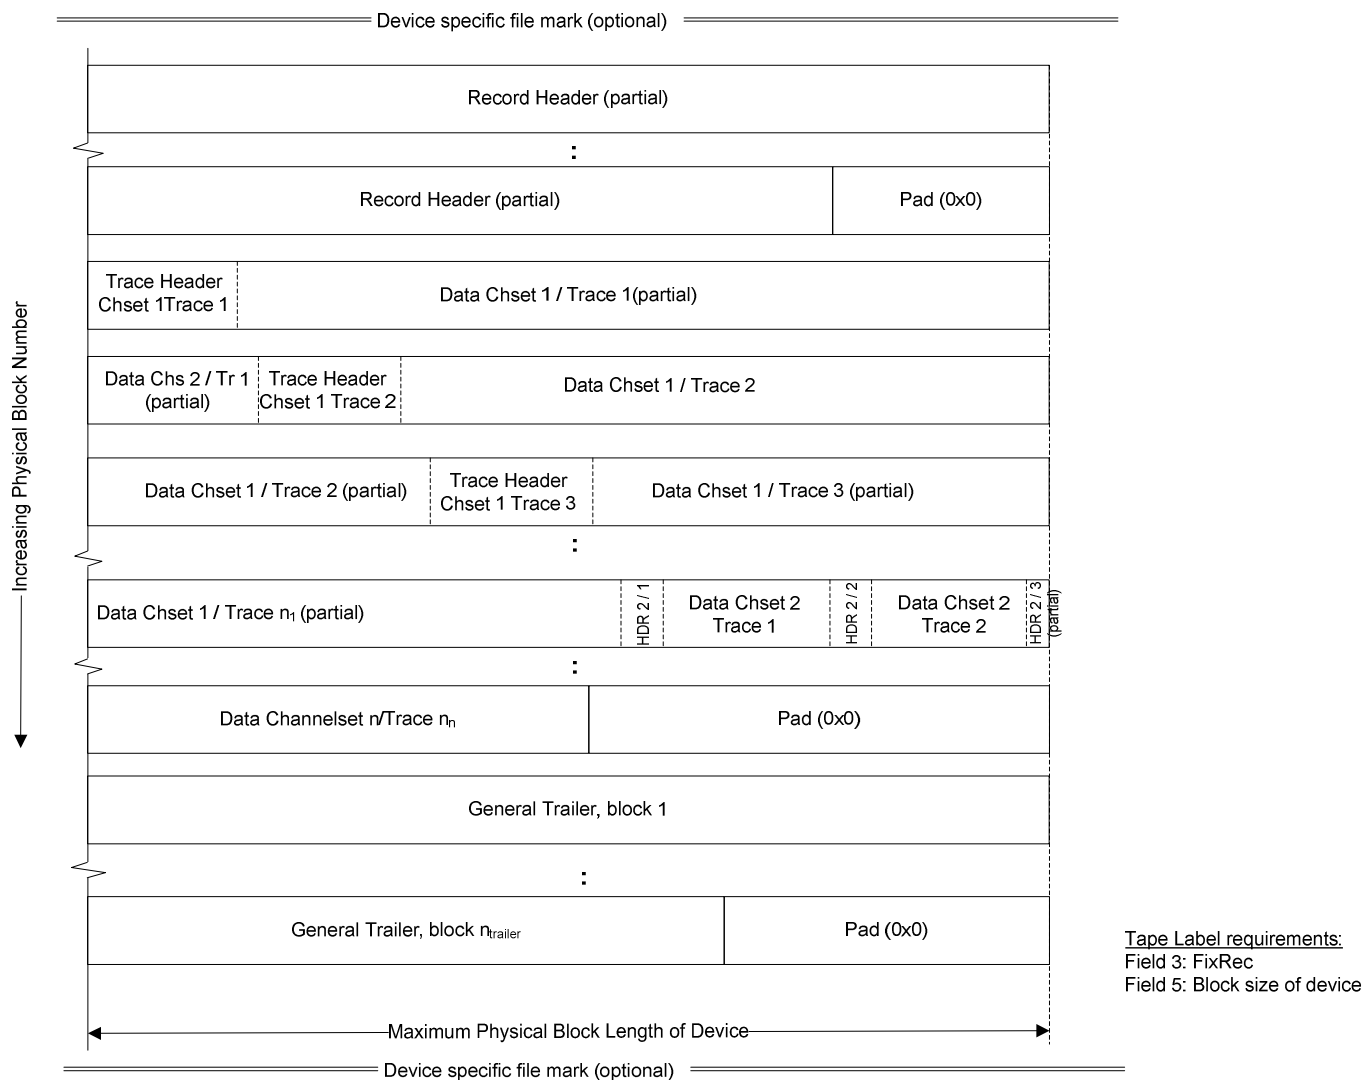 Device specific file mark (optional)
Record Header (partial)
:
Record Header (partial)
Pad (0x0)
Trace Header
Chset 1Trace 1
Data Chset 1 / Trace 1(partial)
Data Chs 2 / Tr 1
(partial)
Trace Header
Chset 1 Trace 2
Data Chset 1 / Trace 2
Data Chset 1 / Trace 2 (partial)
Trace Header
Chset 1 Trace 3
Data Chset 1 / Trace 3 (partial)
:
Data Chset 1 / Trace n1 (partial)
HDR 2 / 1
Data Chset 2
Trace 1
HDR 2 / 2
Data Chset 2
Trace 2
HDR 2 / 3
(partial)
:
Data Channelset n/Trace nn
Pad (0x0)
General Trailer, block 1
:
General Trailer, block ntrailer
Pad (0x0)
Increasing Physical Block Number
Tape Label requirements:
Field 3: FixRec
Field 5: Block size of device
Maximum Physical Block Length of Device
Device specific file mark (optional)